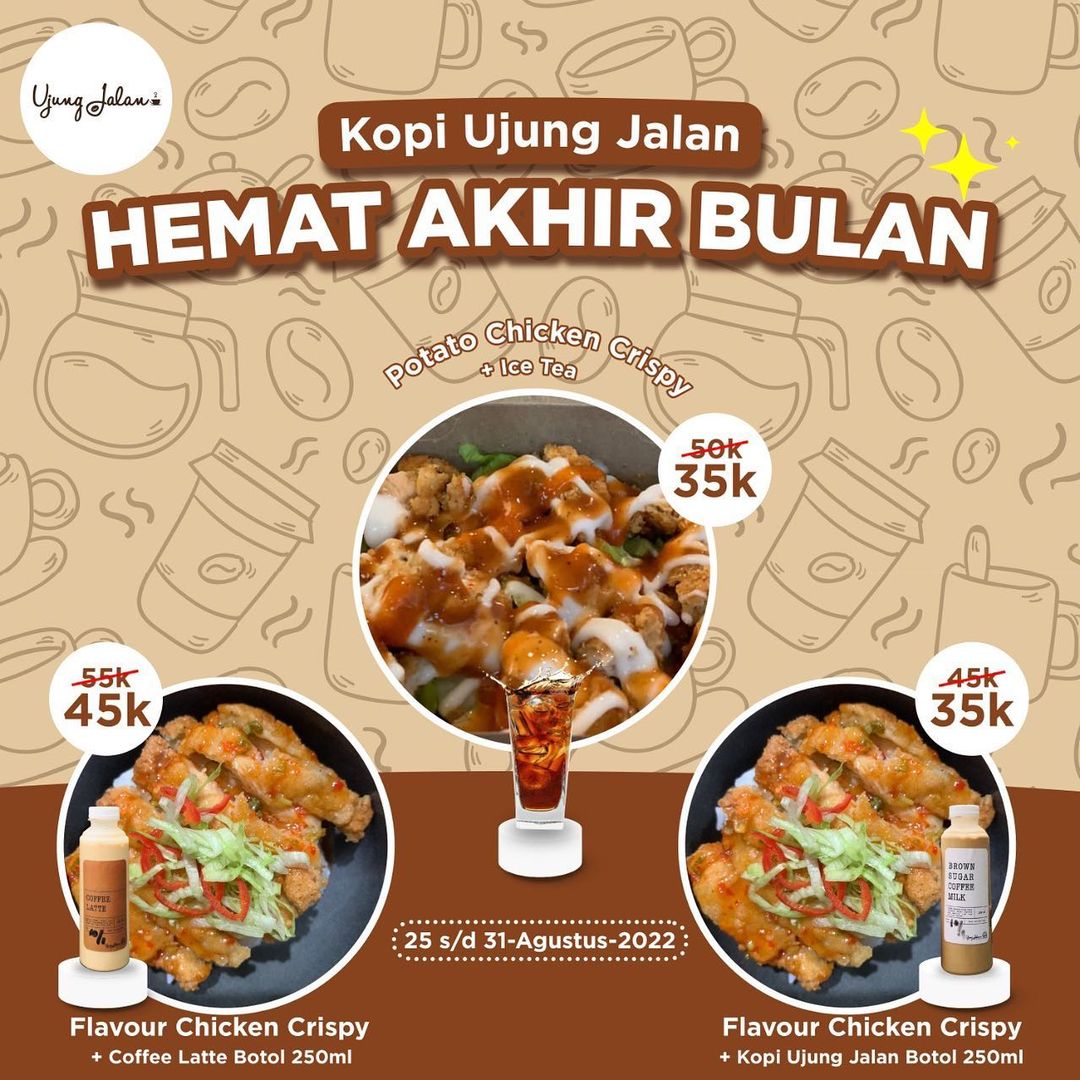 Ujung Jalan
Kopi Ujung Jalan
HEMAT AKHIR BULAN
Potato Chicken Crispy
+ Ice Tea
50k
35k
55k
45k
45k
35k
COFFEE
LATTE
BROWN
SUGAR
COFFEE
MILK
25 s/d 31-Agustus-2022
Flavour Chicken Crispy
+ Coffee Latte Botol 250ml
Flavour Chicken Crispy
+ Kopi Ujung Jalan Botol 250ml